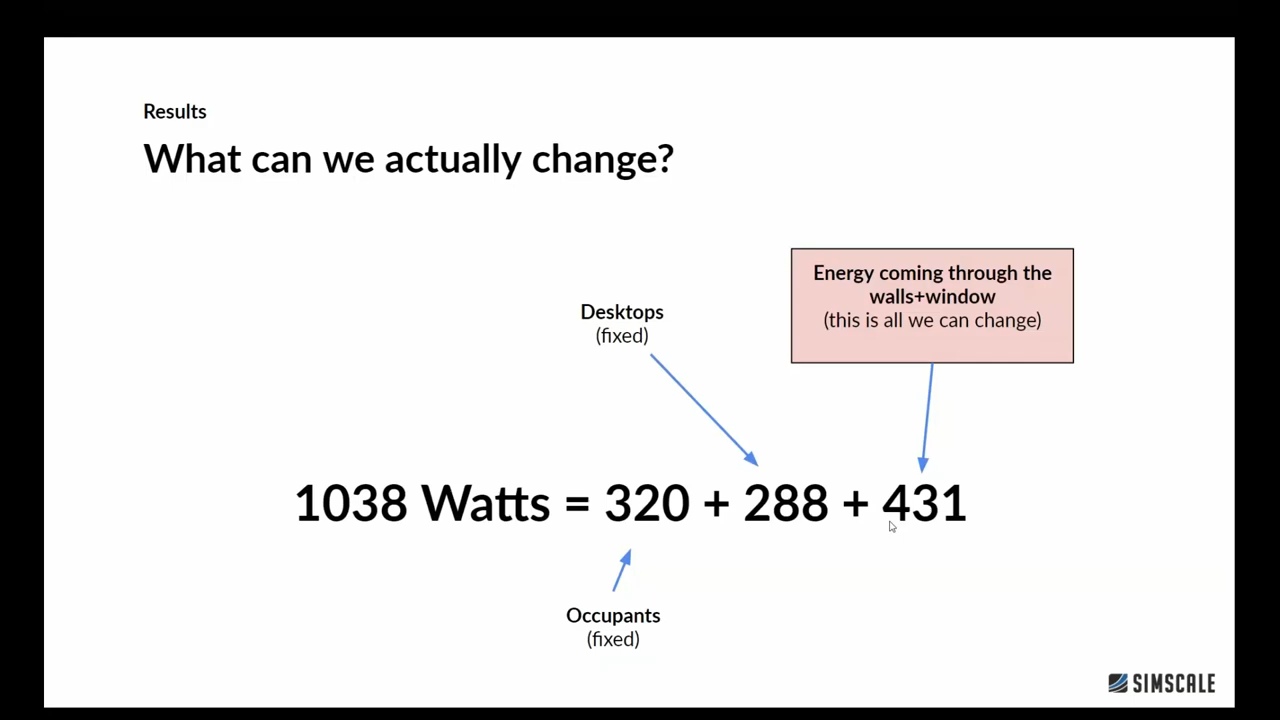 Results
What can we actually change?
Energy coming through the
walls+window
(this is all we can change)
Desktops
(fixed)
1038 Watts = 320 + 288 + 431
Occupants
(fixed)
SIMSCALE